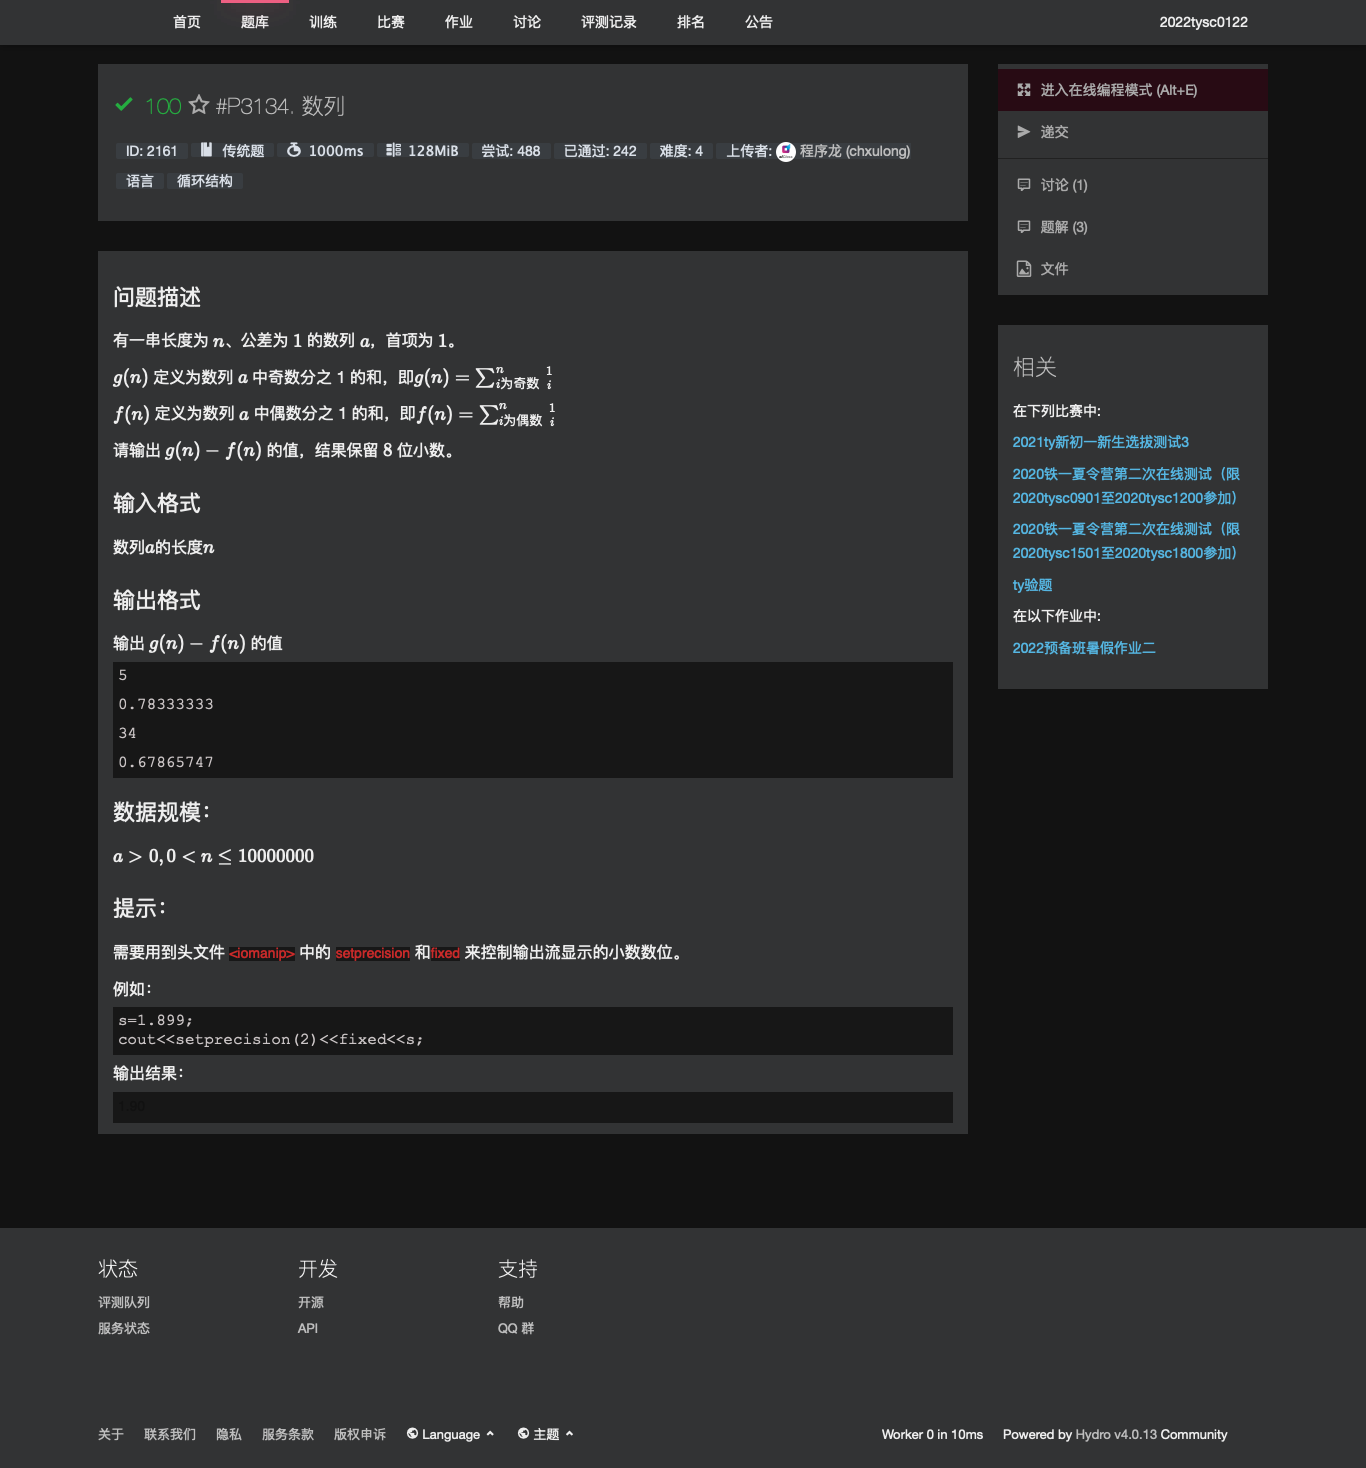 首页 题库 训练 比赛 作业 讨论 评测记录 排名 公告 2022tysc0122
100 #P3134. 数列
ID: 2161 传统题 1000ms 128MiB 尝试: 488 已通过: 242 难度: 4 上传者: 程序龙 (chxulong)
语言 循环结构
进入在线编程模式 (Alt+E)
递交
讨论 (1)
题解 (3)
文件
问题描述
有一串长度为 n、公差为 1 的数列 a，首项为 1。
g(n) 定义为数列 a 中奇数分之 1 的和，即g(n) = ∑_{i为奇数}^{n} 1/i
f(n) 定义为数列 a 中偶数分之 1 的和，即f(n) = ∑_{i为偶数}^{n} 1/i
请输出 g(n) − f(n) 的值，结果保留 8 位小数。
输入格式
数列a的长度n
输出格式
输出 g(n) − f(n) 的值
5
0.78333333
34
0.67865747
数据规模：
a > 0, 0 < n ≤ 10000000
提示：
需要用到头文件 <iomanip> 中的 setprecision 和fixed 来控制输出流显示的小数数位。
例如：
s=1.899;
cout<<setprecision(2)<<fixed<<s;
输出结果：
1.90
相关
在下列比赛中:
2021ty新初一新生选拔测试3
2020铁一夏令营第二次在线测试（限
2020tysc0901至2020tysc1200参加）
2020铁一夏令营第二次在线测试（限
2020tysc1501至2020tysc1800参加）
ty验题
在以下作业中:
2022预备班暑假作业二
状态 开发 支持
评测队列 开源 帮助
服务状态 API QQ 群
关于 联系我们 隐私 服务条款 版权申诉 Language 主题 Worker 0 in 10ms Powered by Hydro v4.0.13 Community